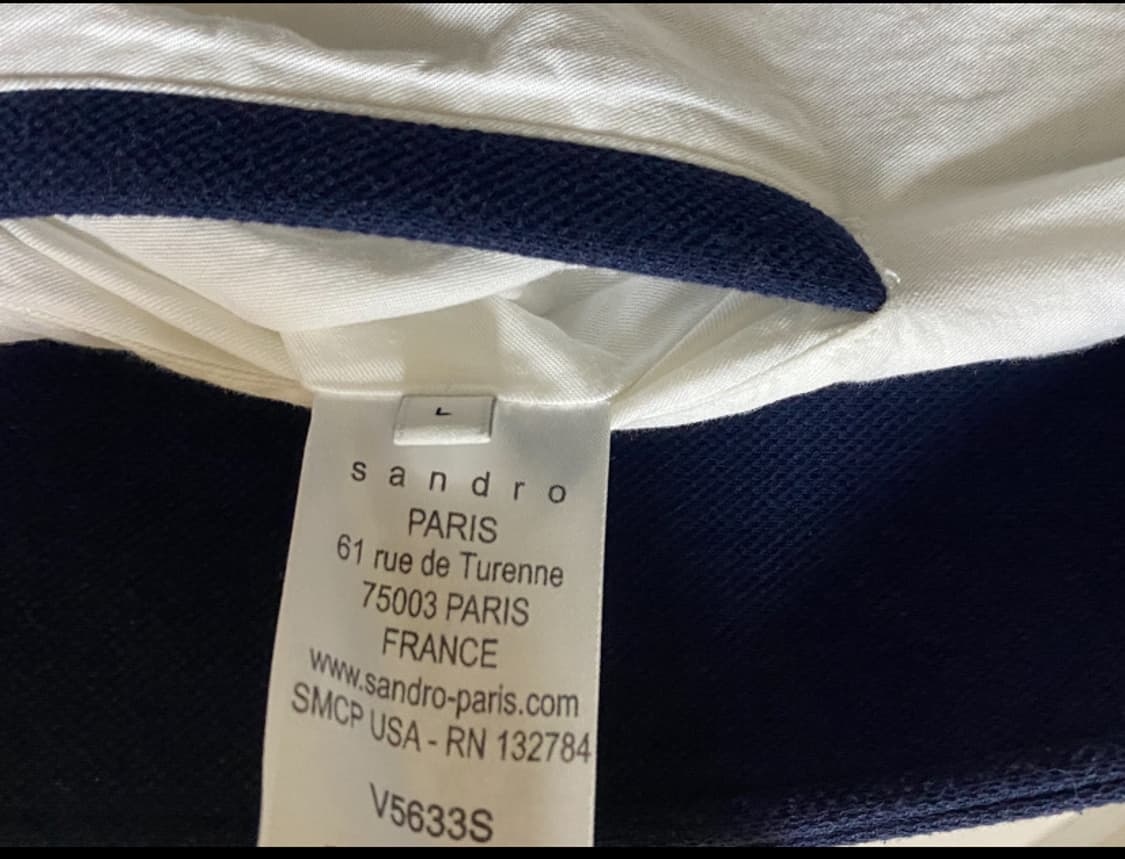 L
sandro
PARIS
61 rue de Turenne
75003 PARIS
FRANCE
www.sandro-paris.com
SMCP USA - RN 132784
V5633S